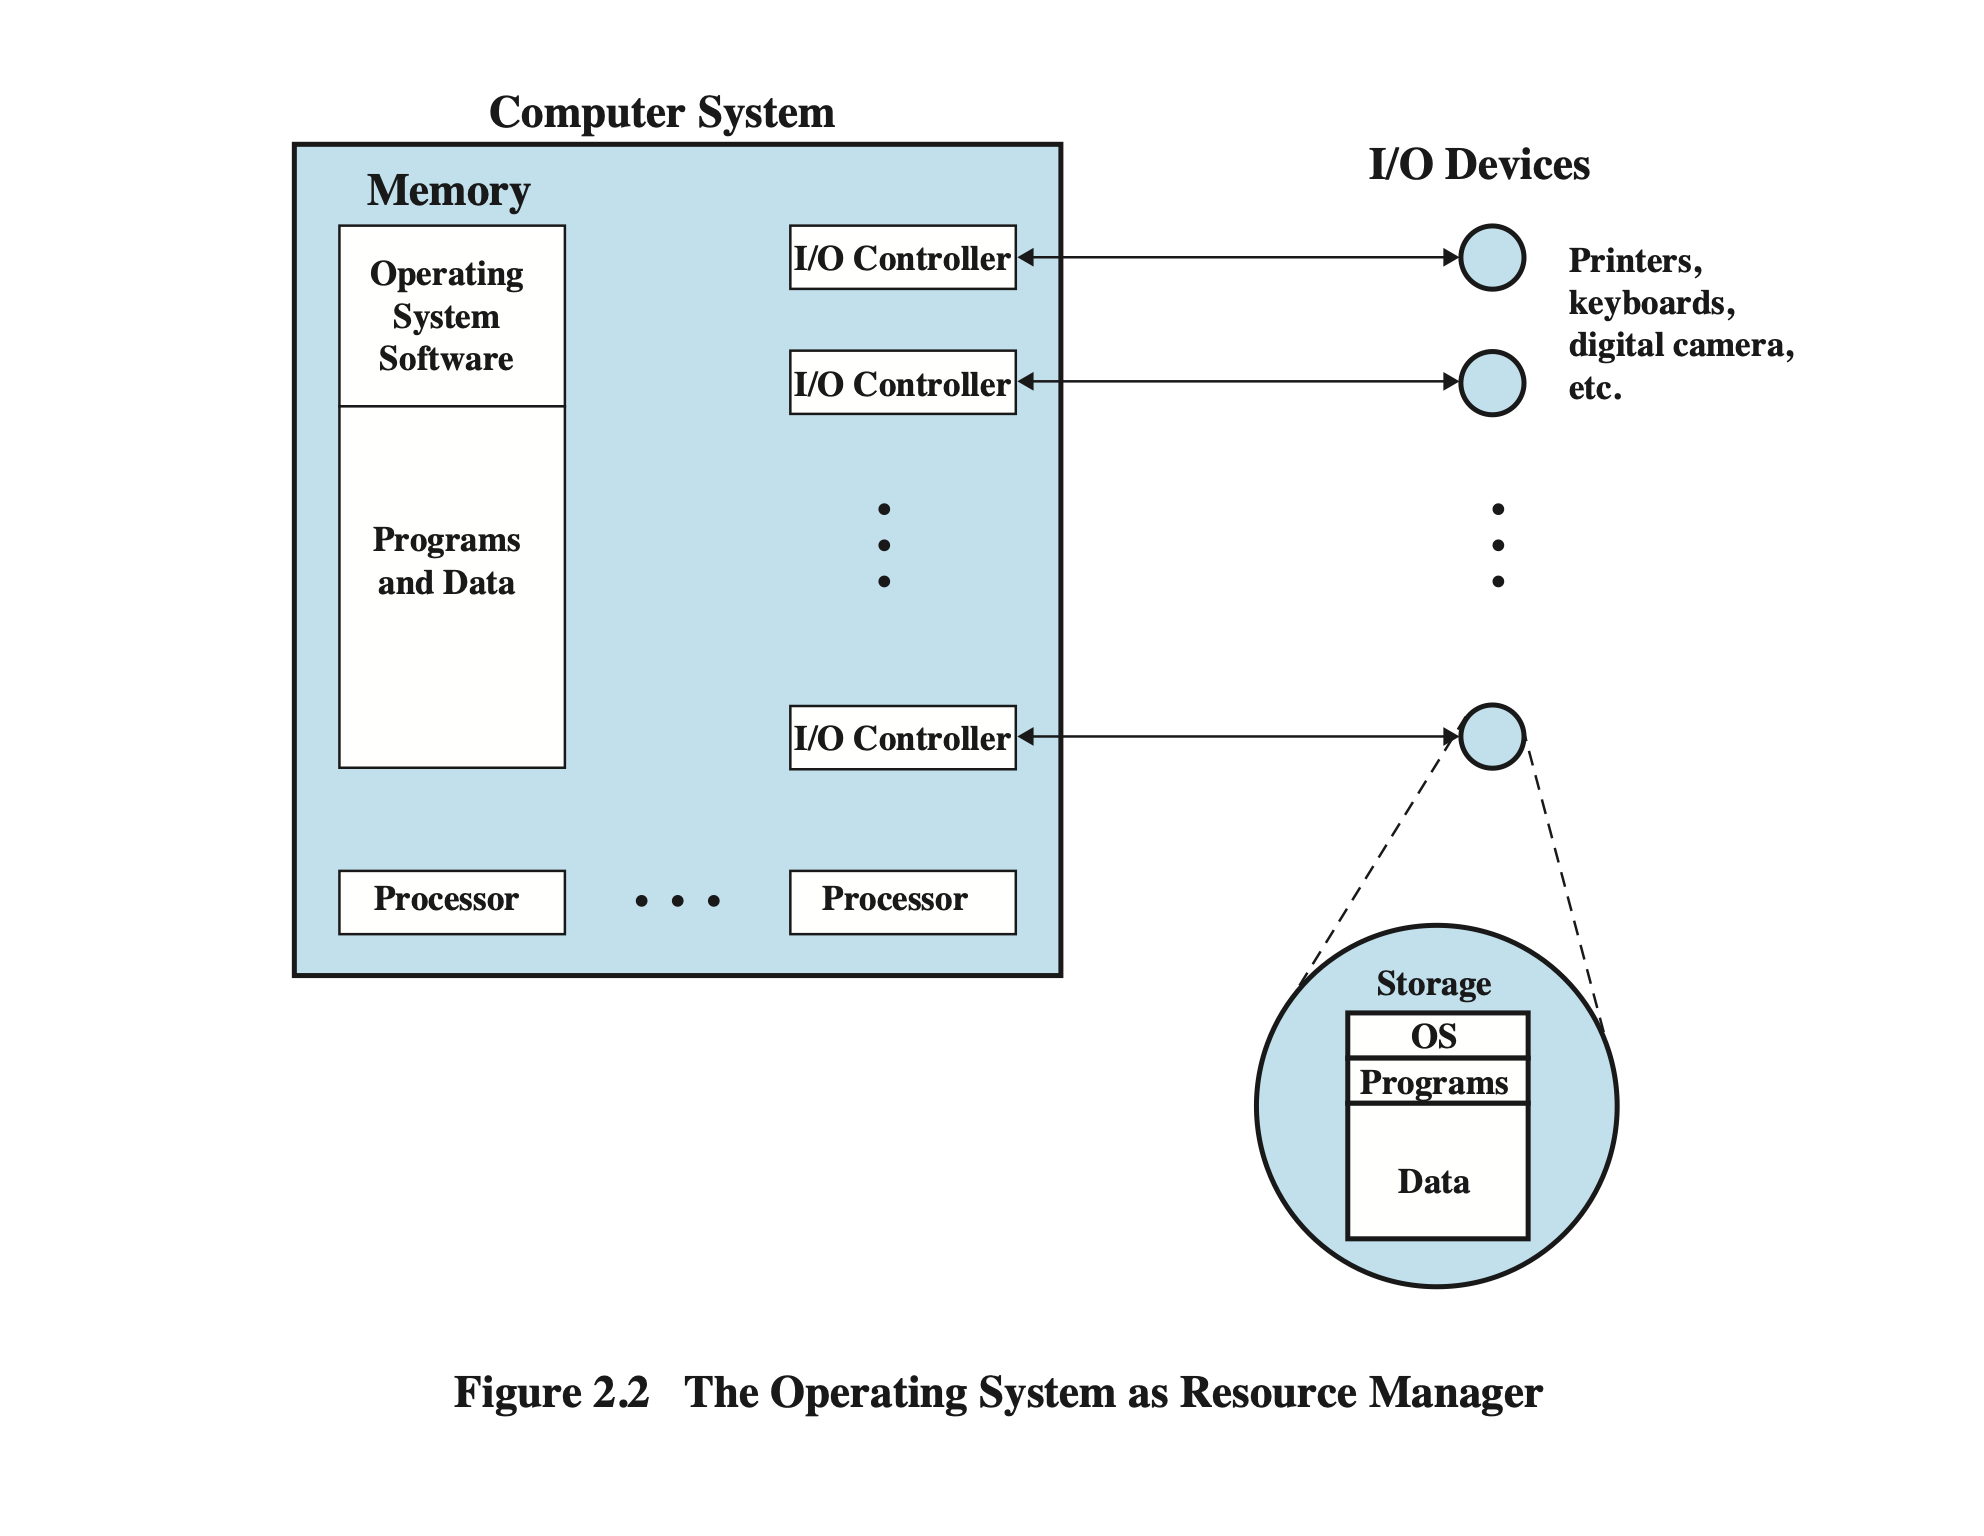 Computer System
I/O Devices
Memory
Operating
System
Software
Programs
and Data
I/O Controller
I/O Controller
I/O Controller
Printers,
keyboards,
digital camera,
etc.
Processor
Processor
Storage
OS
Programs
Data
Figure 2.2 The Operating System as Resource Manager